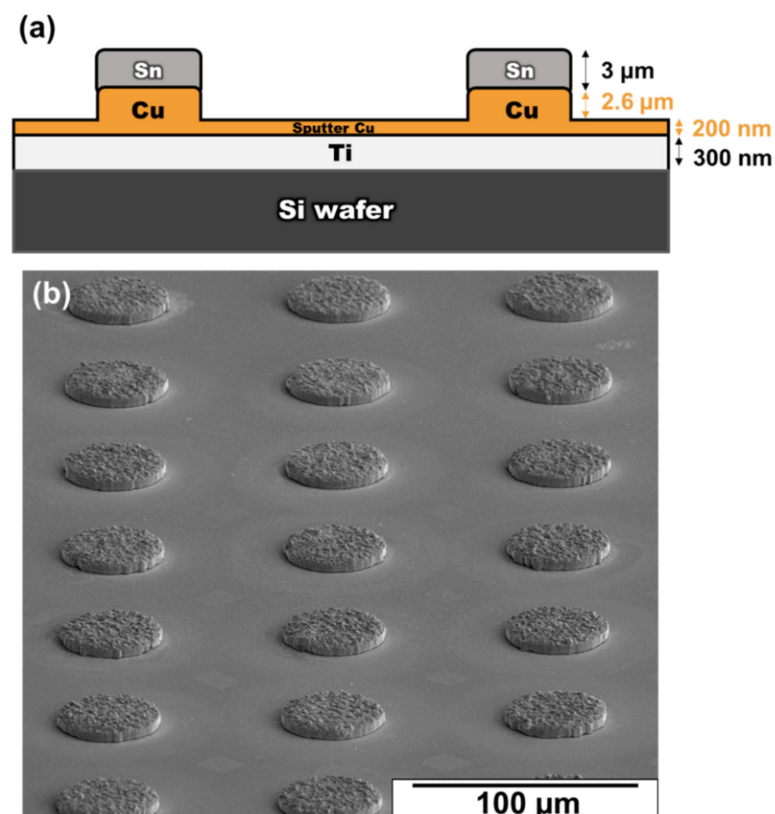 (a)
Sn
Sn
3 µm
Cu
Cu
2.6 µm
Sputter Cu
200 nm
Ti
300 nm
Si wafer
(b)
100 µm